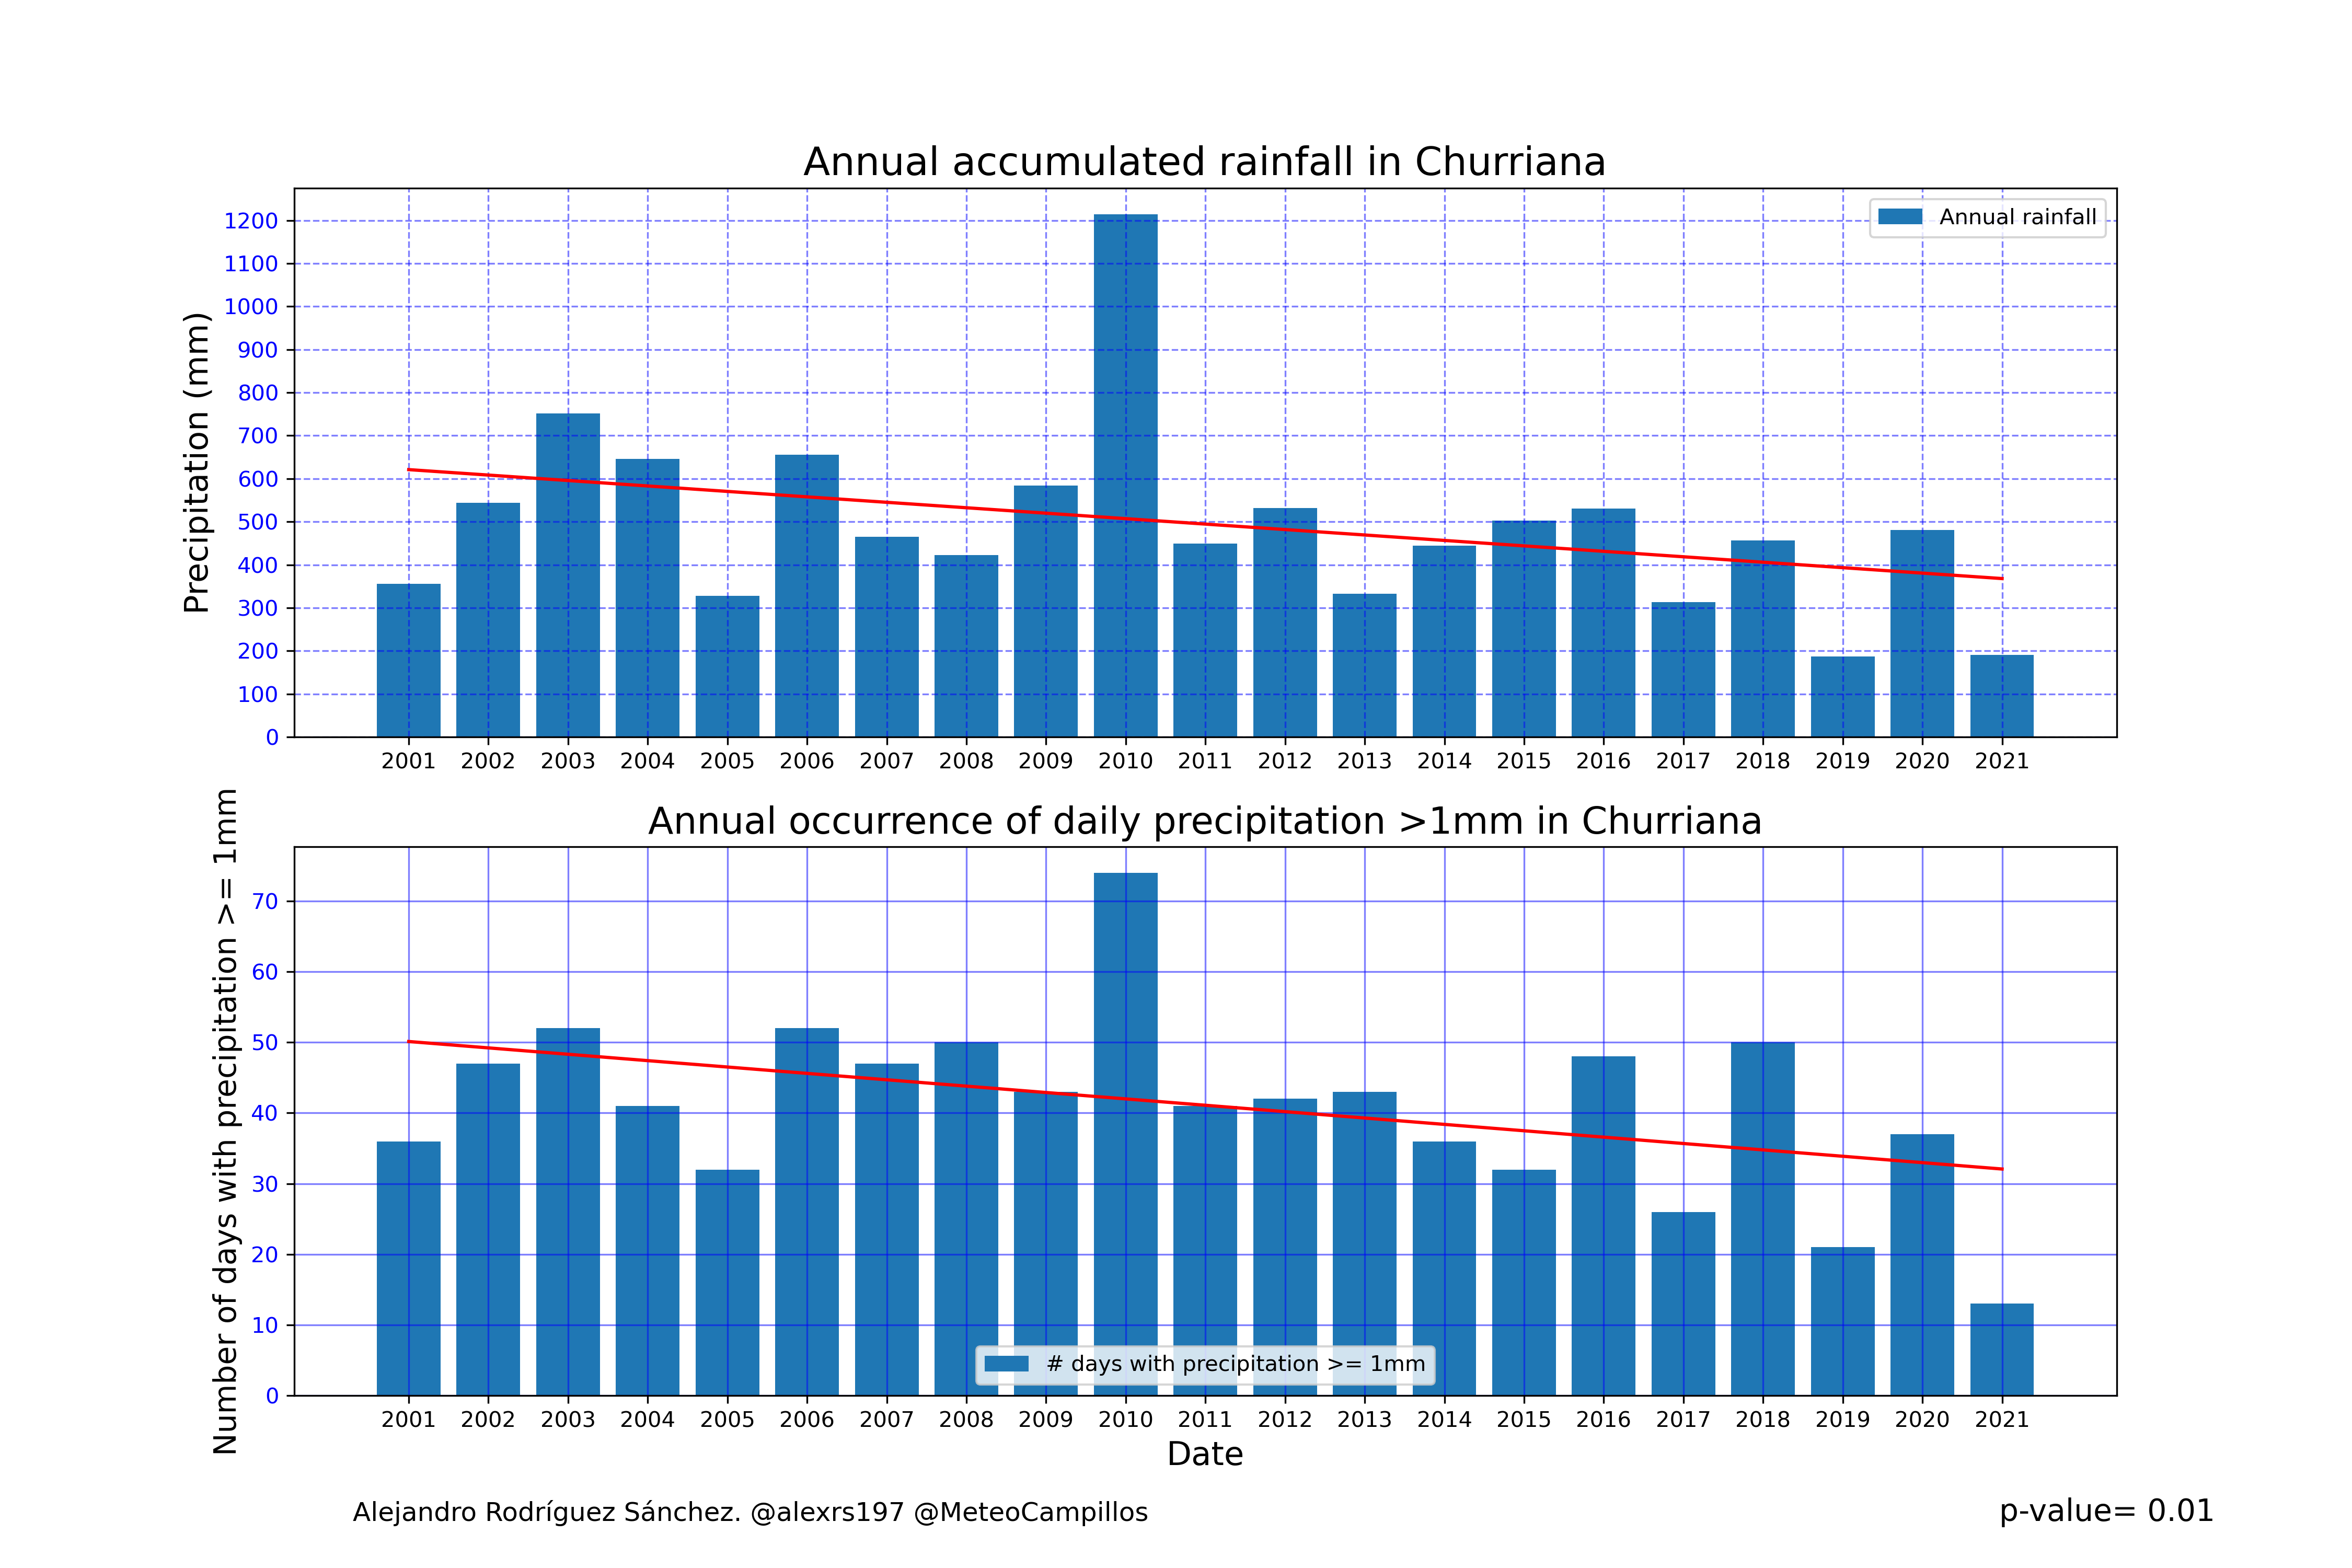 Annual accumulated rainfall in Churriana
Precipitation (mm)
1200
1100
1000
900
800
700
600
500
400
300
200
100
0
Annual rainfall
2001 2002 2003 2004 2005 2006 2007 2008 2009 2010 2011 2012 2013 2014 2015 2016 2017 2018 2019 2020 2021
Annual occurrence of daily precipitation >1mm in Churriana
Number of days with precipitation >= 1mm
70
60
50
40
30
20
10
0
# days with precipitation >= 1mm
2001 2002 2003 2004 2005 2006 2007 2008 2009 2010 2011 2012 2013 2014 2015 2016 2017 2018 2019 2020 2021
Date
Alejandro Rodríguez Sánchez. @alexrs197 @MeteoCampillos
p-value= 0.01